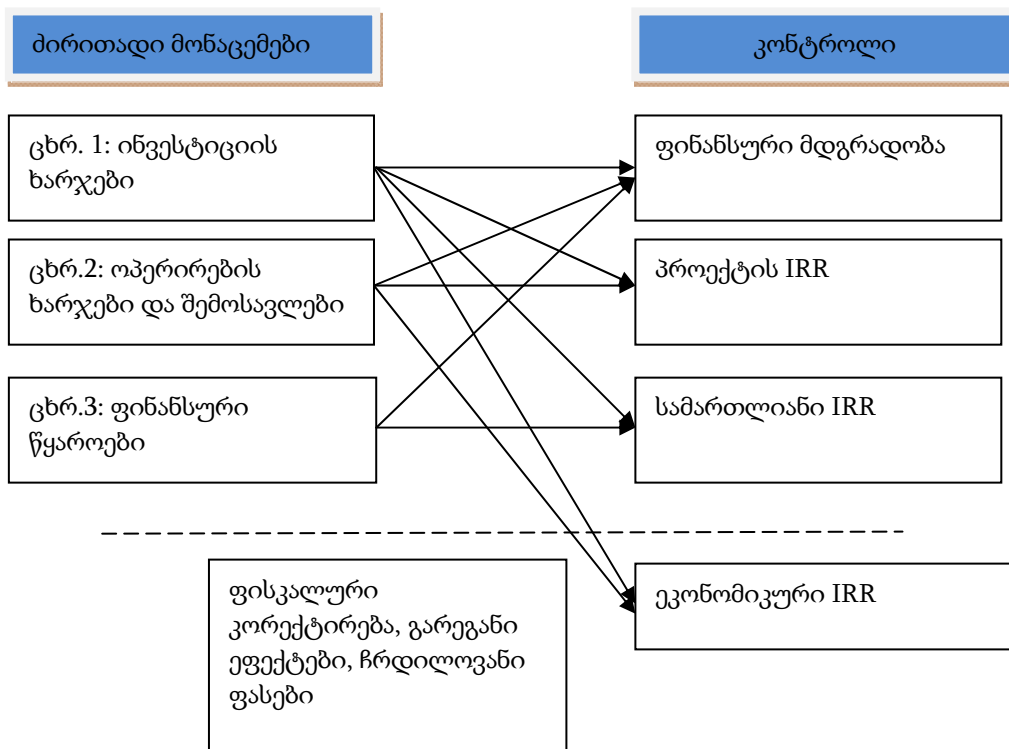 ძირითადი მონაცემები
კონტროლი
ცხრ. 1: ინვესტიციის
ხარჯები
ფინანსური მდგრადობა
ცხრ.2: ოპერირების
ხარჯები და შემოსავლები
პროექტის IRR
ცხრ.3: ფინანსური
წყაროები
სამართლიანი IRR
ფისკალური
კორექტირება, გარეგანი
ეფექტები, ჩრდილოვანი
ფასები
ეკონომიკური IRR